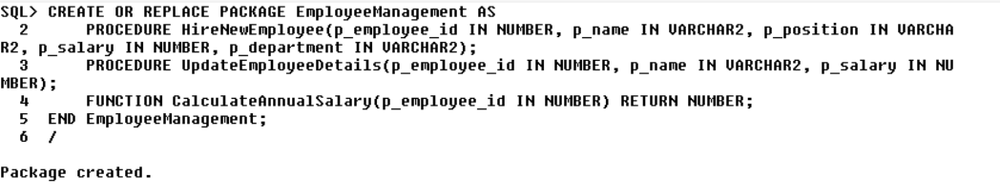 SQL> CREATE OR REPLACE PACKAGE EmployeeManagement AS
  2      PROCEDURE HireNewEmployee(p_employee_id IN NUMBER, p_name IN VARCHAR2, p_position IN VARCHA
R2, p_salary IN NUMBER, p_department IN VARCHAR2);
  3      PROCEDURE UpdateEmployeeDetails(p_employee_id IN NUMBER, p_name IN VARCHAR2, p_salary IN NU
MBER);
  4      FUNCTION CalculateAnnualSalary(p_employee_id IN NUMBER) RETURN NUMBER;
  5  END EmployeeManagement;
  6  /
Package created.